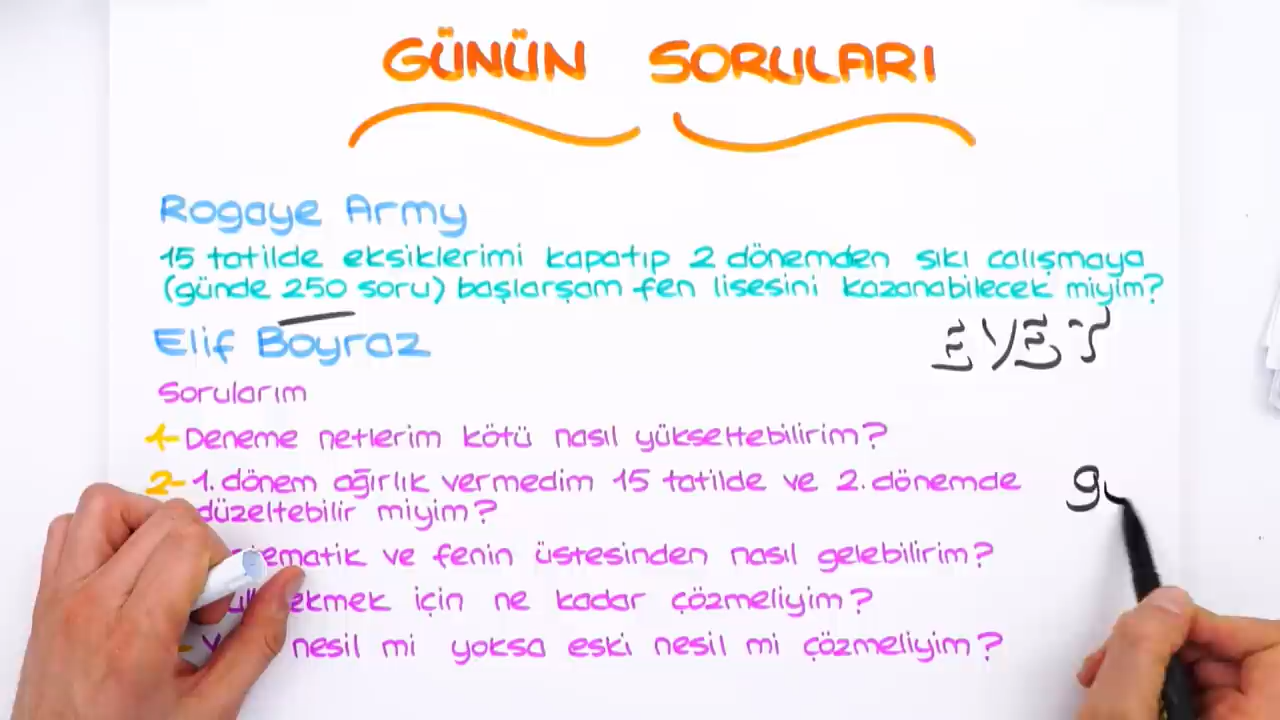 GÜNÜN SORULARI
Rogaye Army
15 tatilde eksiklerimi kapatıp 2 dönemden sıkı calışmaya
(günde 250 soru) başlarşam fen lisesini kazanabilecek miyim?
EVET
Elif Boyraz
Sorularım
1- Deneme netlerim kötü nasıl yükseltebilirim?
2- 1. dönem ağırlık vermedim 15 tatilde ve 2. dönemde
düzeltebilir miyim?
ve fenin üstesinden nasıl gelebilirim?
için ne kadar çözmeliyim?
nesil mi yoksa eski nesil mi çözmeliyim?